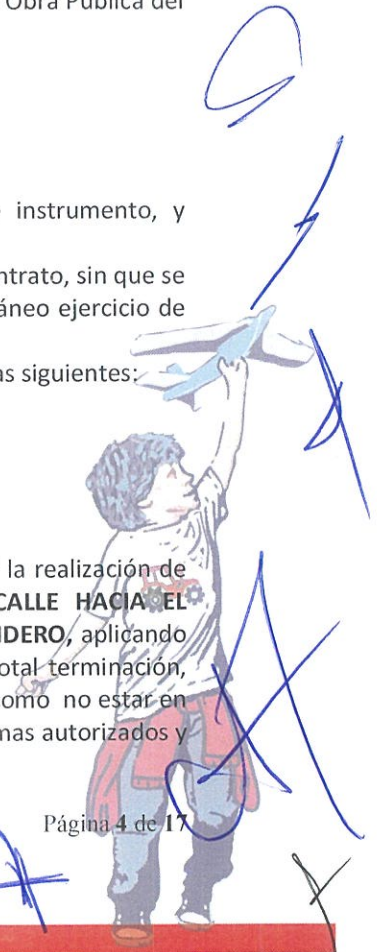 Obra Pública del
instrumento, y
ntrato, sin que se
áneo ejercicio de
as siguientes:
la realización de
CALLE HACIA EL
IDERO, aplicando
otal terminación,
omo no estar en
mas autorizados y
Página 4 de 17